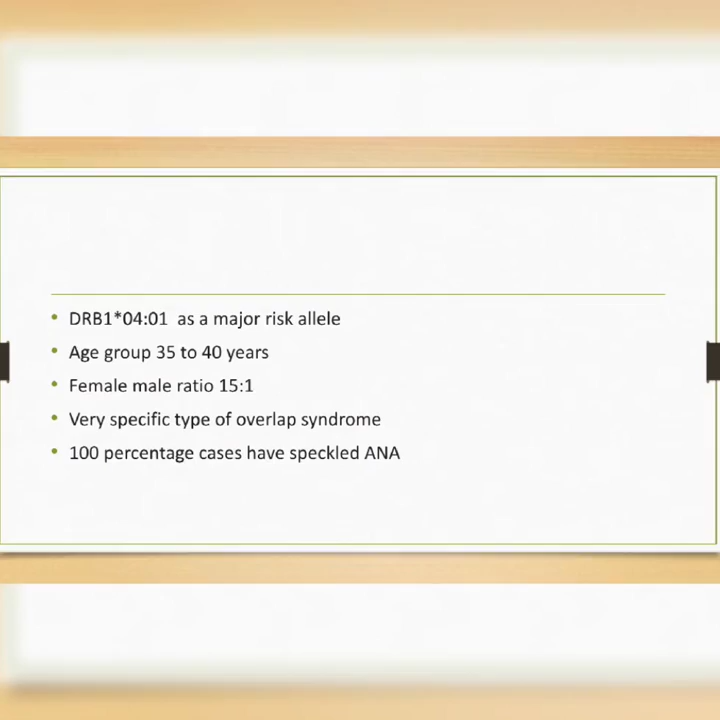 DRB1*04:01 as a major risk allele
Age group 35 to 40 years
Female male ratio 15:1
Very specific type of overlap syndrome
100 percentage cases have speckled ANA